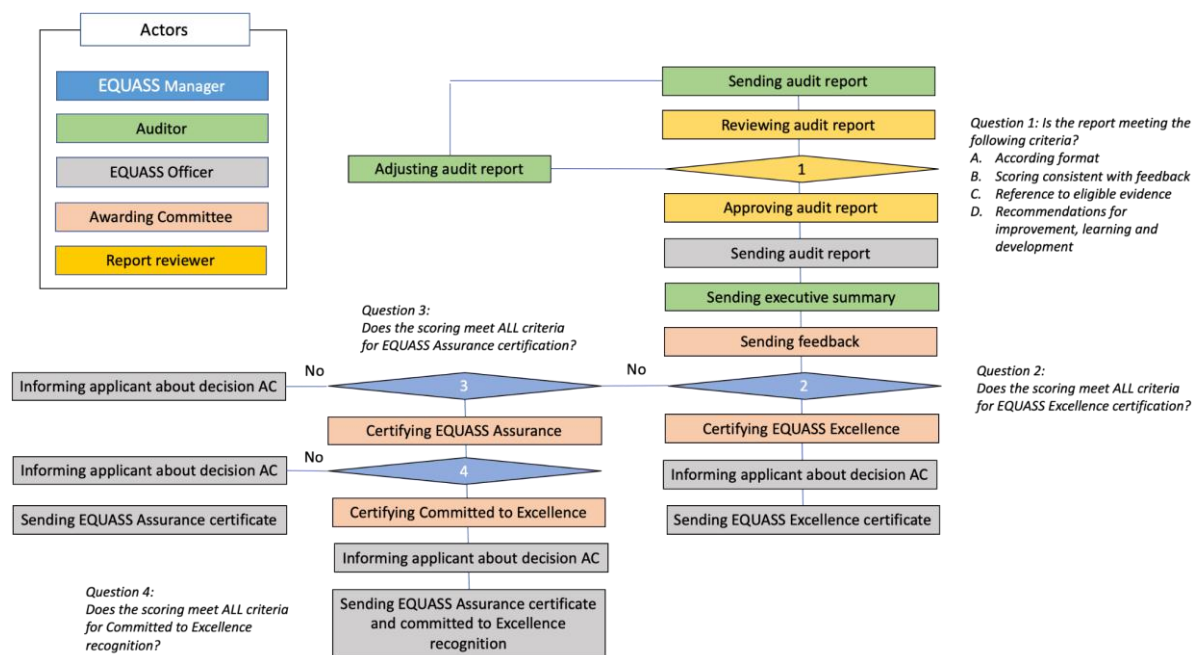 Actors
EQUASS Manager
Auditor
EQUASS Officer
Awarding Committee
Report reviewer
Sending audit report
Reviewing audit report
Adjusting audit report
1
Approving audit report
Sending audit report
Sending executive summary
Sending feedback
Question 1: Is the report meeting the
following criteria?
A. According format
B. Scoring consistent with feedback
C. Reference to eligible evidence
D. Recommendations for
improvement, learning and
development
Question 3:
Does the scoring meet ALL criteria
for EQUASS Assurance certification?
Informing applicant about decision AC
No
3
No
2
Question 2:
Does the scoring meet ALL criteria
for EQUASS Excellence certification?
Certifying EQUASS Assurance
Certifying EQUASS Excellence
Informing applicant about decision AC
No
4
Informing applicant about decision AC
Sending EQUASS Assurance certificate
Certifying Committed to Excellence
Sending EQUASS Excellence certificate
Informing applicant about decision AC
Question 4:
Does the scoring meet ALL criteria
for Committed to Excellence
recognition?
Sending EQUASS Assurance certificate
and committed to Excellence
recognition